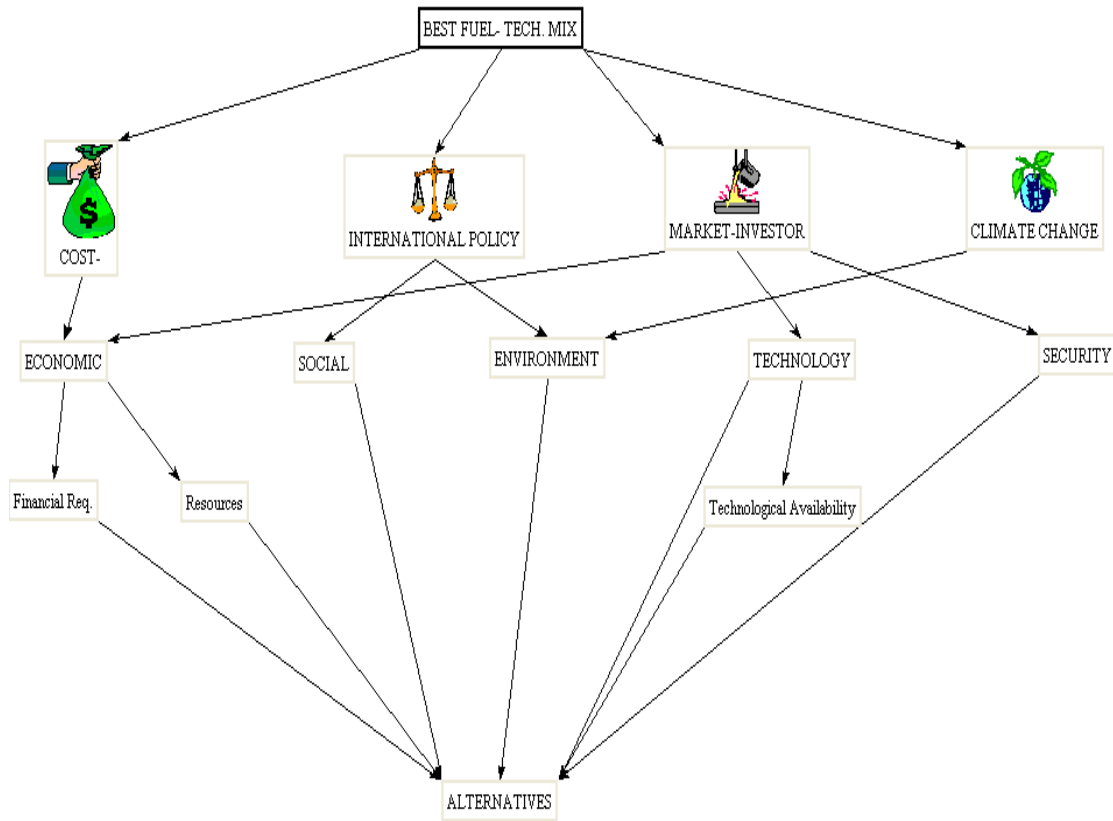 BEST FUEL- TECH. MIX
$
COST-
INTERNATIONAL POLICY
MARKET-INVESTOR
CLIMATE CHANGE
ECONOMIC
SOCIAL
ENVIRONMENT
TECHNOLOGY
SECURITY
Financial Req.
Resources
Technological Availability
ALTERNATIVES